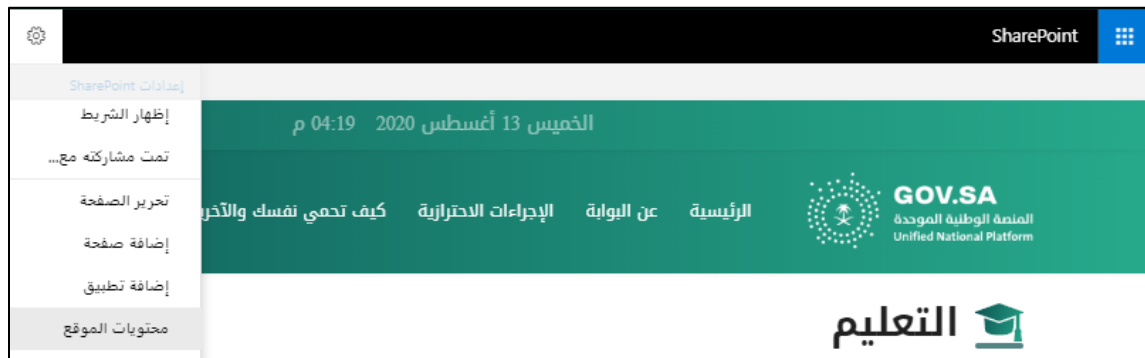 SharePoint
إعدادات SharePoint
إظهار الشريط
تمت مشاركته مع...
تحرير الصفحة
إضافة صفحة
إضافة تطبيق
محتويات الموقع
الخميس 13 أغسطس 2020 04:19 م
GOV.SA
المنصة الوطنية الموحدة
Unified National Platform
الرئيسية عن البوابة الإجراءات الاحترازية كيف تحمي نفسك
التعليم